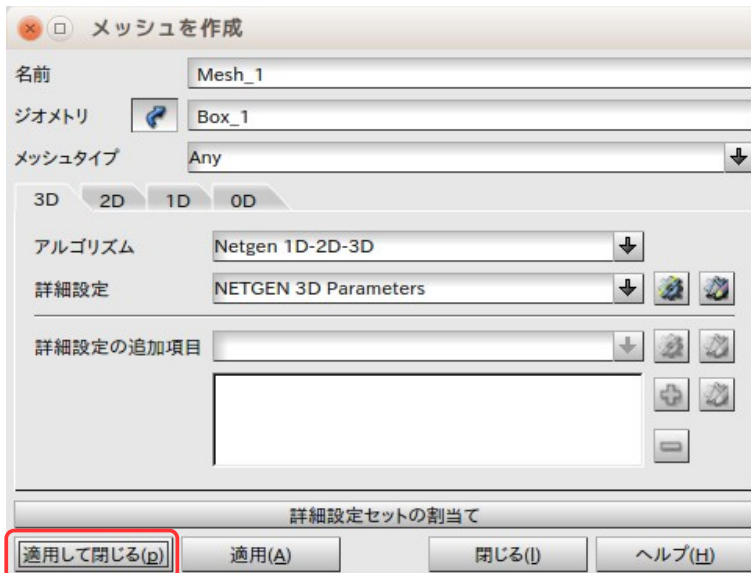 メッシュを作成
名前 Mesh_1
ジオメトリ Box_1
メッシュタイプ Any
3D 2D 1D 0D
アルゴリズム Netgen 1D-2D-3D
詳細設定 NETGEN 3D Parameters
詳細設定の追加項目
詳細設定セットの割当て
適用して閉じる(p) 適用(A) 閉じる(l) ヘルプ(H)